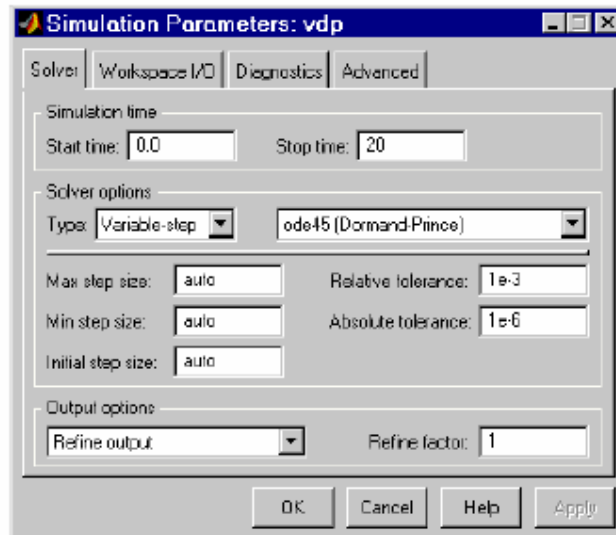 Simulation Parameters: vdp
Solver Workspace I/O Diagnostics Advanced
Simulation time
Start time: 0.0 Stop time: 20
Solver options
Type: Variable-step ode45 (Dormand-Prince)
Max step size: auto Relative tolerance: 1e-3
Min step size: auto Absolute tolerance: 1e-6
Initial step size: auto
Output options
Refine output Refine factor: 1
OK Cancel Help Apply